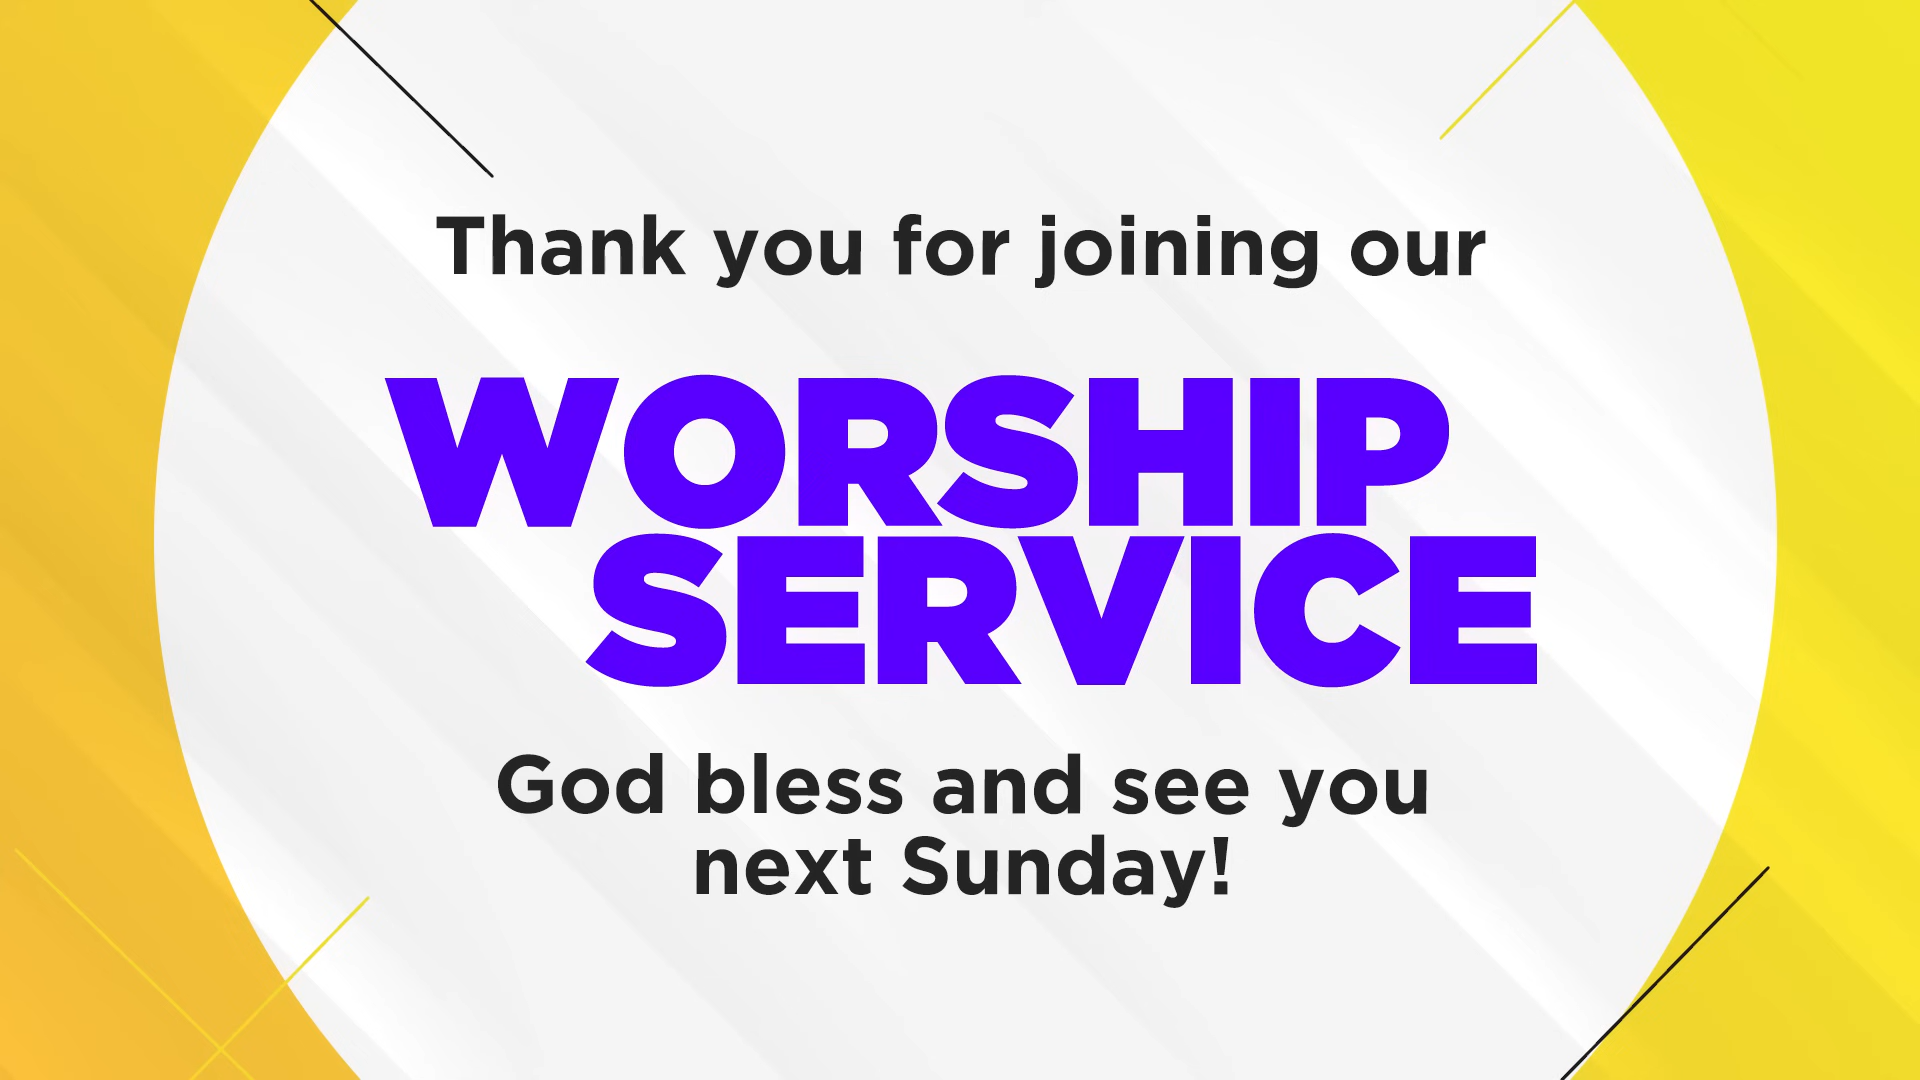 Thank you for joining our
WORSHIP
SERVICE
God bless and see you
next Sunday!